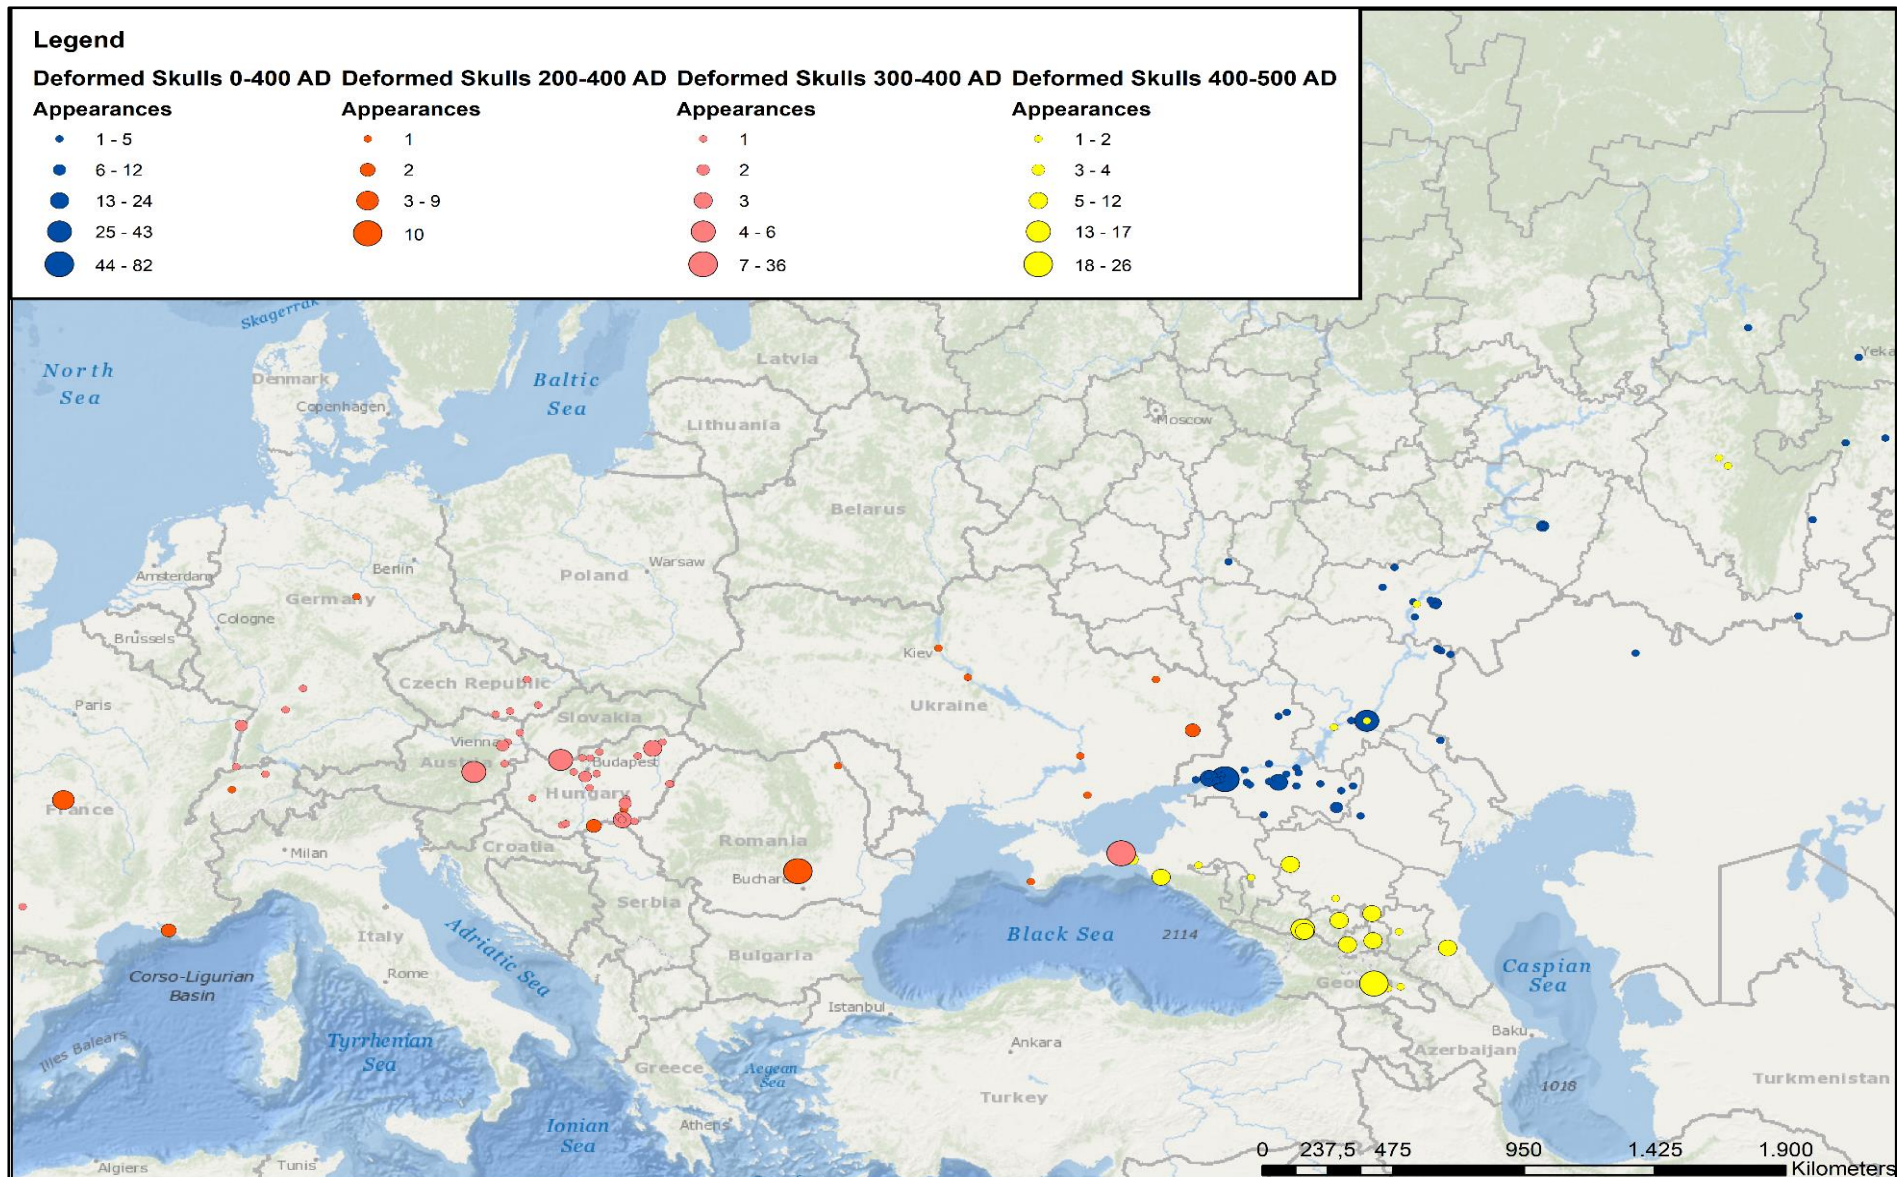 Legend
Deformed Skulls 0-400 AD Deformed Skulls 200-400 AD Deformed Skulls 300-400 AD Deformed Skulls 400-500 AD
Appearances Appearances Appearances Appearances
1 - 5 1 1 1 - 2
6 - 12 2 2 3 - 4
13 - 24 3 - 9 3 5 - 12
25 - 43 10 4 - 6 13 - 17
44 - 82 7 - 36 18 - 26
Skagerrak
North
Sea
Denmark
Copenhagen
Baltic
Sea
Latvia
Lithuania
Moscow
Yeka
Belarus
Amsterdam
Berlin
Poland
Warsaw
Germany
Cologne
Brussels
Kiev
Czech Republic
Paris
Slovakia
Ukraine
Vienna
Austria
Budapest
Hungary
France
Milan
Croatia
Romania
Buchare
Serbia
Italy
Adriatic Sea
Black Sea
2114
Bulgaria
Corso-Ligurian
Basin
Rome
Caspian
Sea
Geor
Istanbul
Illes Balears
Tyrrhenian
Sea
Ankara
Baku
Azerbaijan
Greece
Aegean
Sea
Turkey
1018
Turkmenistan
Ionian
Sea
Athens
Algiers
Tunis
0 237,5 475 950 1.425 1.900
Kilometers